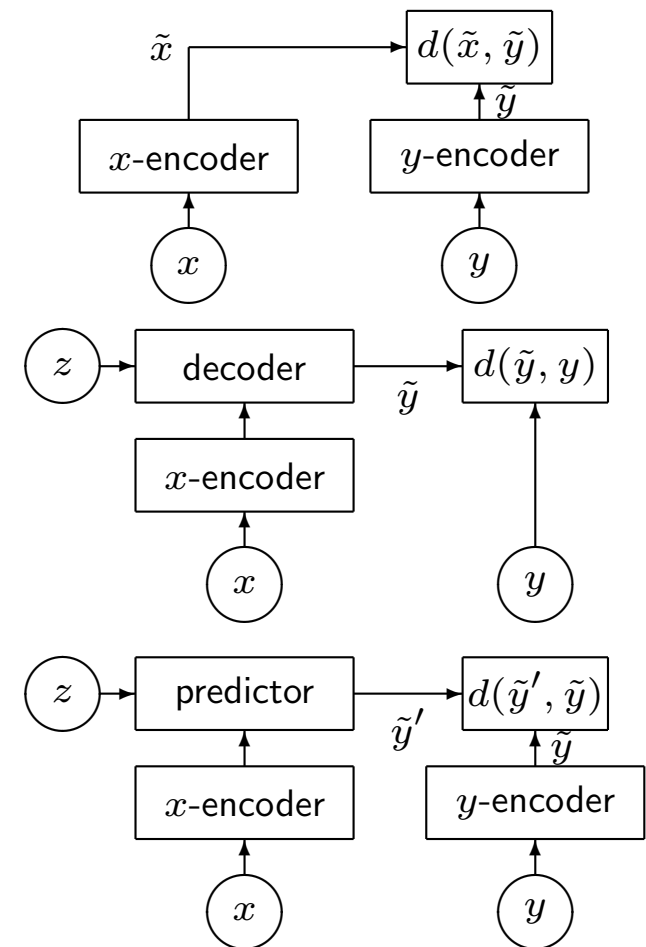 x̃ d(x̃, ỹ)
ỹ
x-encoder y-encoder
x y
z decoder d(ỹ, y)
ỹ
x-encoder
x y
z predictor d(ỹ′, ỹ)
ỹ′ ỹ
x-encoder y-encoder
x y